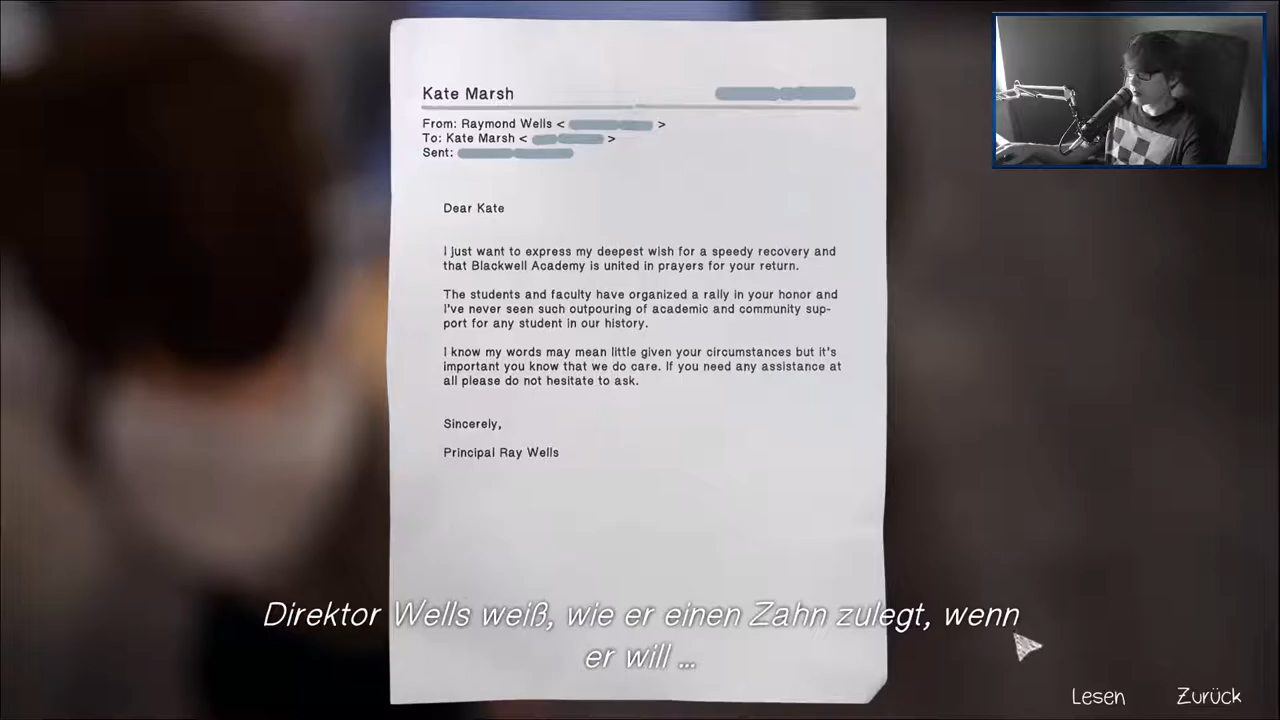 Kate Marsh
From: Raymond Wells < >
To: Kate Marsh < >
Sent:
Dear Kate
I just want to express my deepest wish for a speedy recovery and
that Blackwell Academy is united in prayers for your return.
The students and faculty have organized a rally in your honor and
I've never seen such outpouring of academic and community sup-
port for any student in our history.
I know my words may mean little given your circumstances but it's
important you know that we do care. If you need any assistance at
all please do not hesitate to ask.
Sincerely,
Principal Ray Wells
Direktor Wells weiß, wie er einen Zahn zulegt, wenn
er will ...
Lesen Zurück